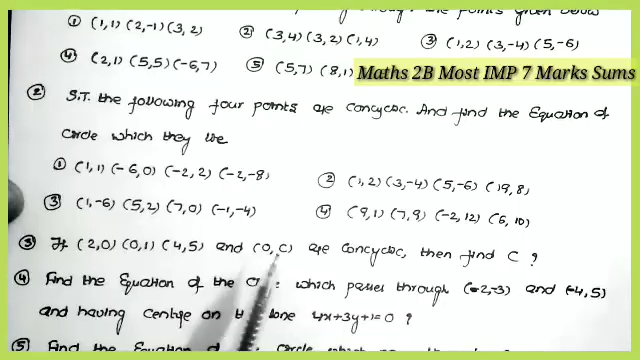 the points given below
① (1,1) (2,-1) (3,2) ② (3,4) (3,2) (1,4) ③ (1,2) (3,-4) (5,-6)
④ (2,1) (5,5) (-6,7) ⑤ (5,7) (8,1)
Maths 2B Most IMP 7 Marks Sums
② S.T. the following four points are concyclic. And find the Equation of
circle which they lie
① (1,1) (-6,0) (-2,2) (-2,-8) ② (1,2) (3,-4) (5,-6) (19,8)
③ (1,-6) (5,2) (7,0) (-1,-4) ④ (9,1) (7,9) (-2,12) (6,10)
③ If (2,0) (0,1) (4,5) and (0,c) are concyclic, then find C ?
④ Find the Equation of the which passes through (-2,-3) and (-4,5)
and having centre on line 4x+3y+1=0 ?
⑤ Find the Equation of circle which